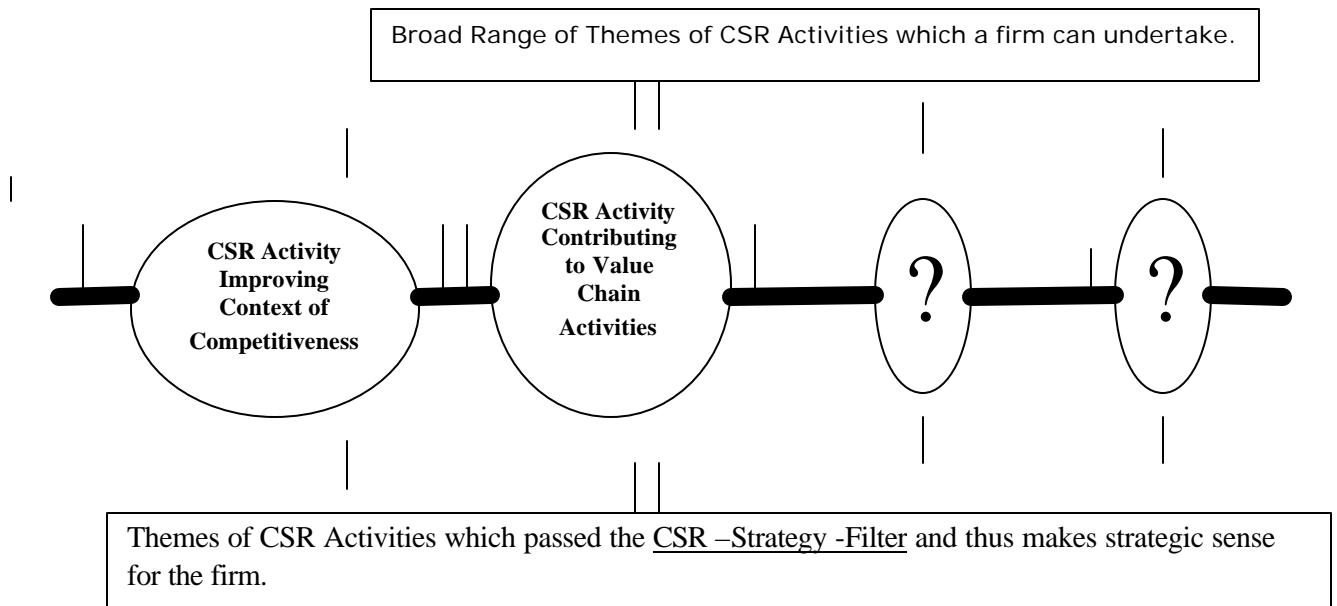 Broad Range of Themes of CSR Activities which a firm can undertake.
CSR Activity
Improving
Context of
Competitiveness
CSR Activity
Contributing
to Value
Chain
Activities
?
?
Themes of CSR Activities which passed the CSR –Strategy -Filter and thus makes strategic sense
for the firm.